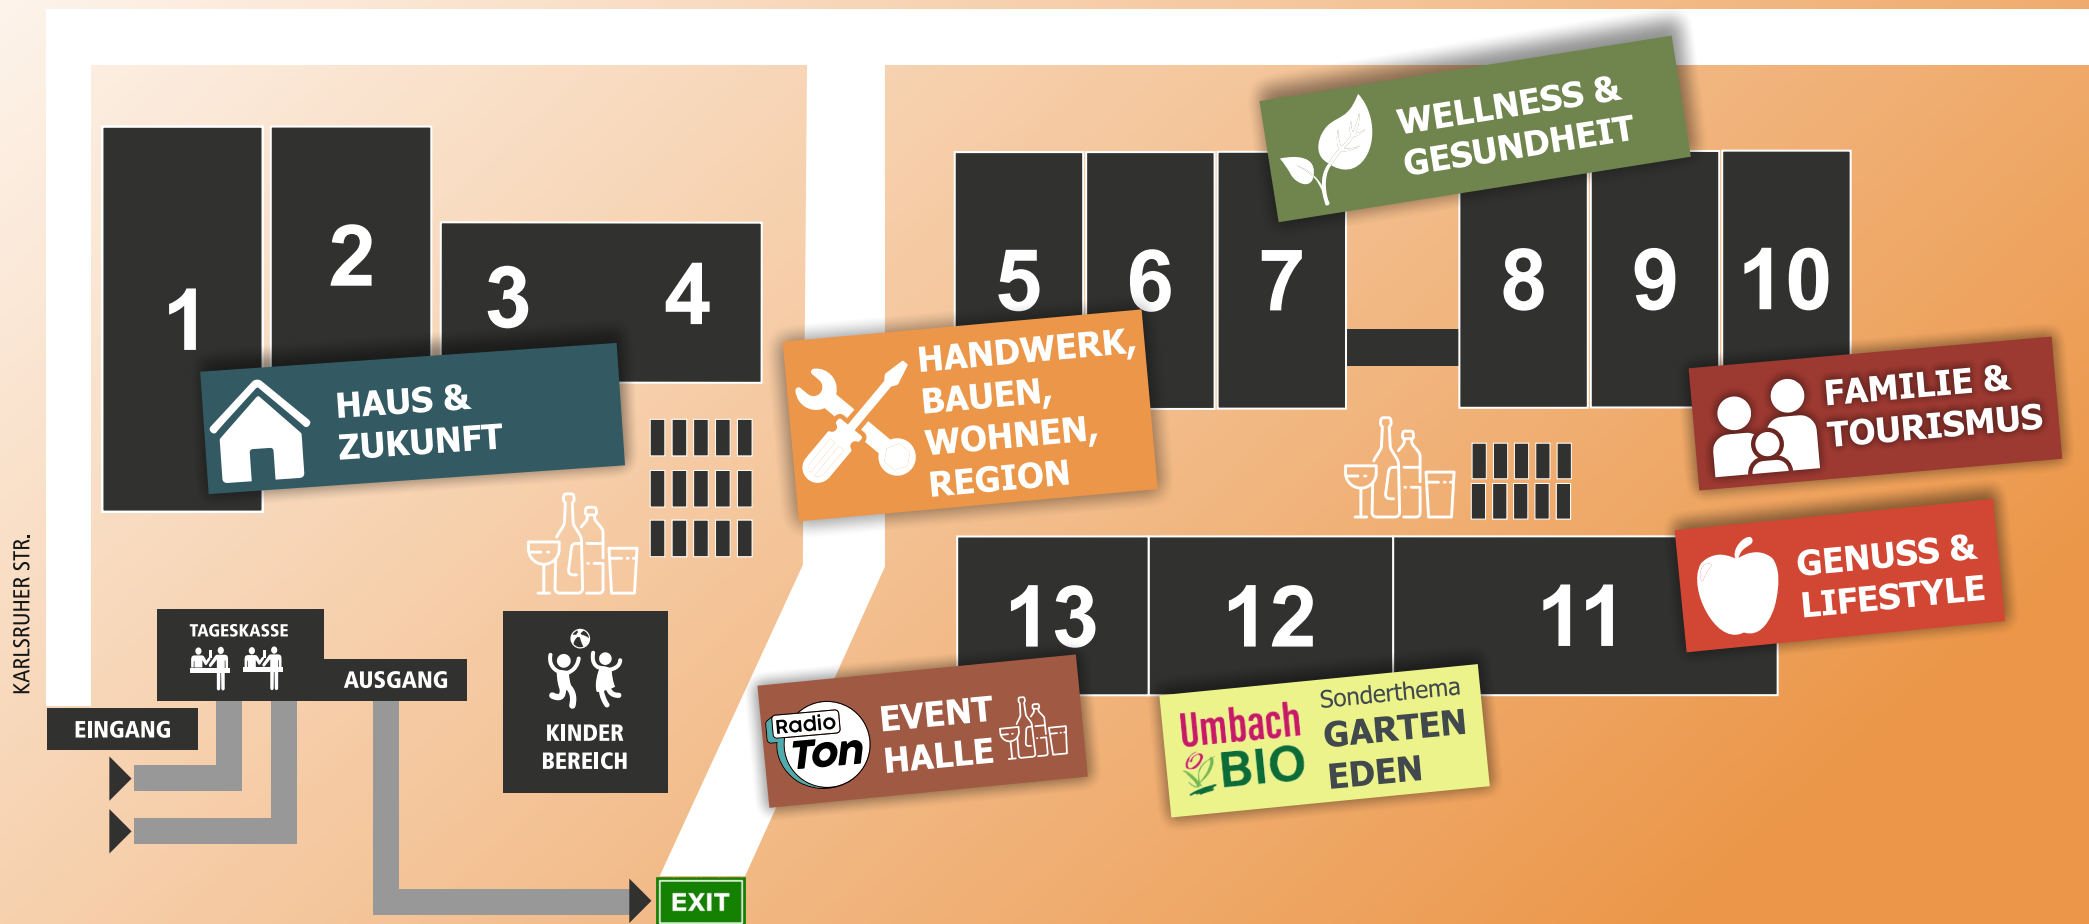 WELLNESS &
GESUNDHEIT
1
2
3
4
5
6
7
8
9
10
HAUS &
ZUKUNFT
HANDWERK,
BAUEN,
WOHNEN,
REGION
FAMILIE &
TOURISMUS
GENUSS &
LIFESTYLE
13
12
11
KARLSRUHER STR.
TAGESKASSE
AUSGANG
EINGANG
KINDER
BEREICH
Radio
Ton
EVENT
HALLE
Umbach
BIO
Sonderthema
GARTEN
EDEN
EXIT